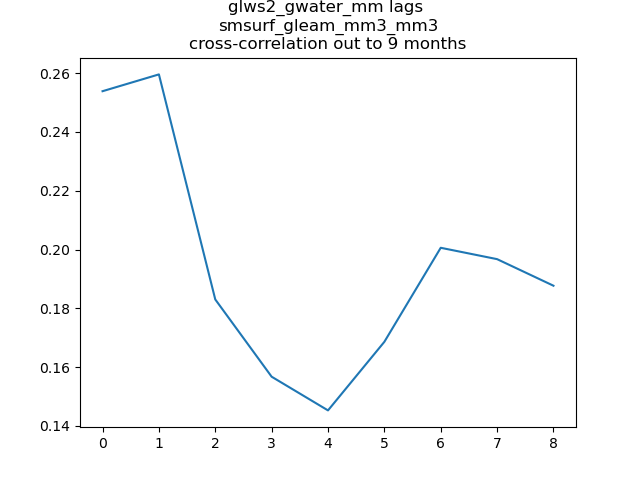 glws2_gwater_mm lags
smsurf_gleam_mm3_mm3
cross-correlation out to 9 months
0.26
0.24
0.22
0.20
0.18
0.16
0.14
0 1 2 3 4 5 6 7 8